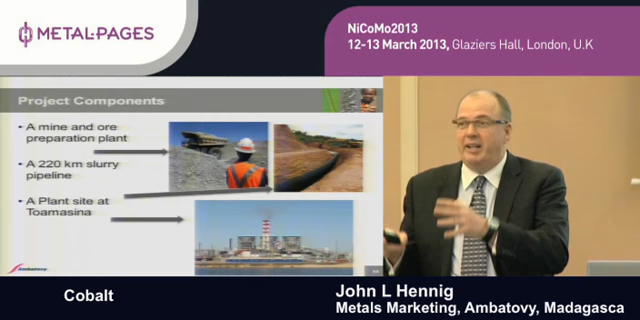 METAL-PAGES
NiCoMo2013
12-13 March 2013, Glaziers Hall, London, U.K
Project Components
• A mine and ore
preparation plant
• A 220 km slurry
pipeline
• A Plant site at
Toamasina
Ambatovy
Cobalt
John L Hennig
Metals Marketing, Ambatovy, Madagasca